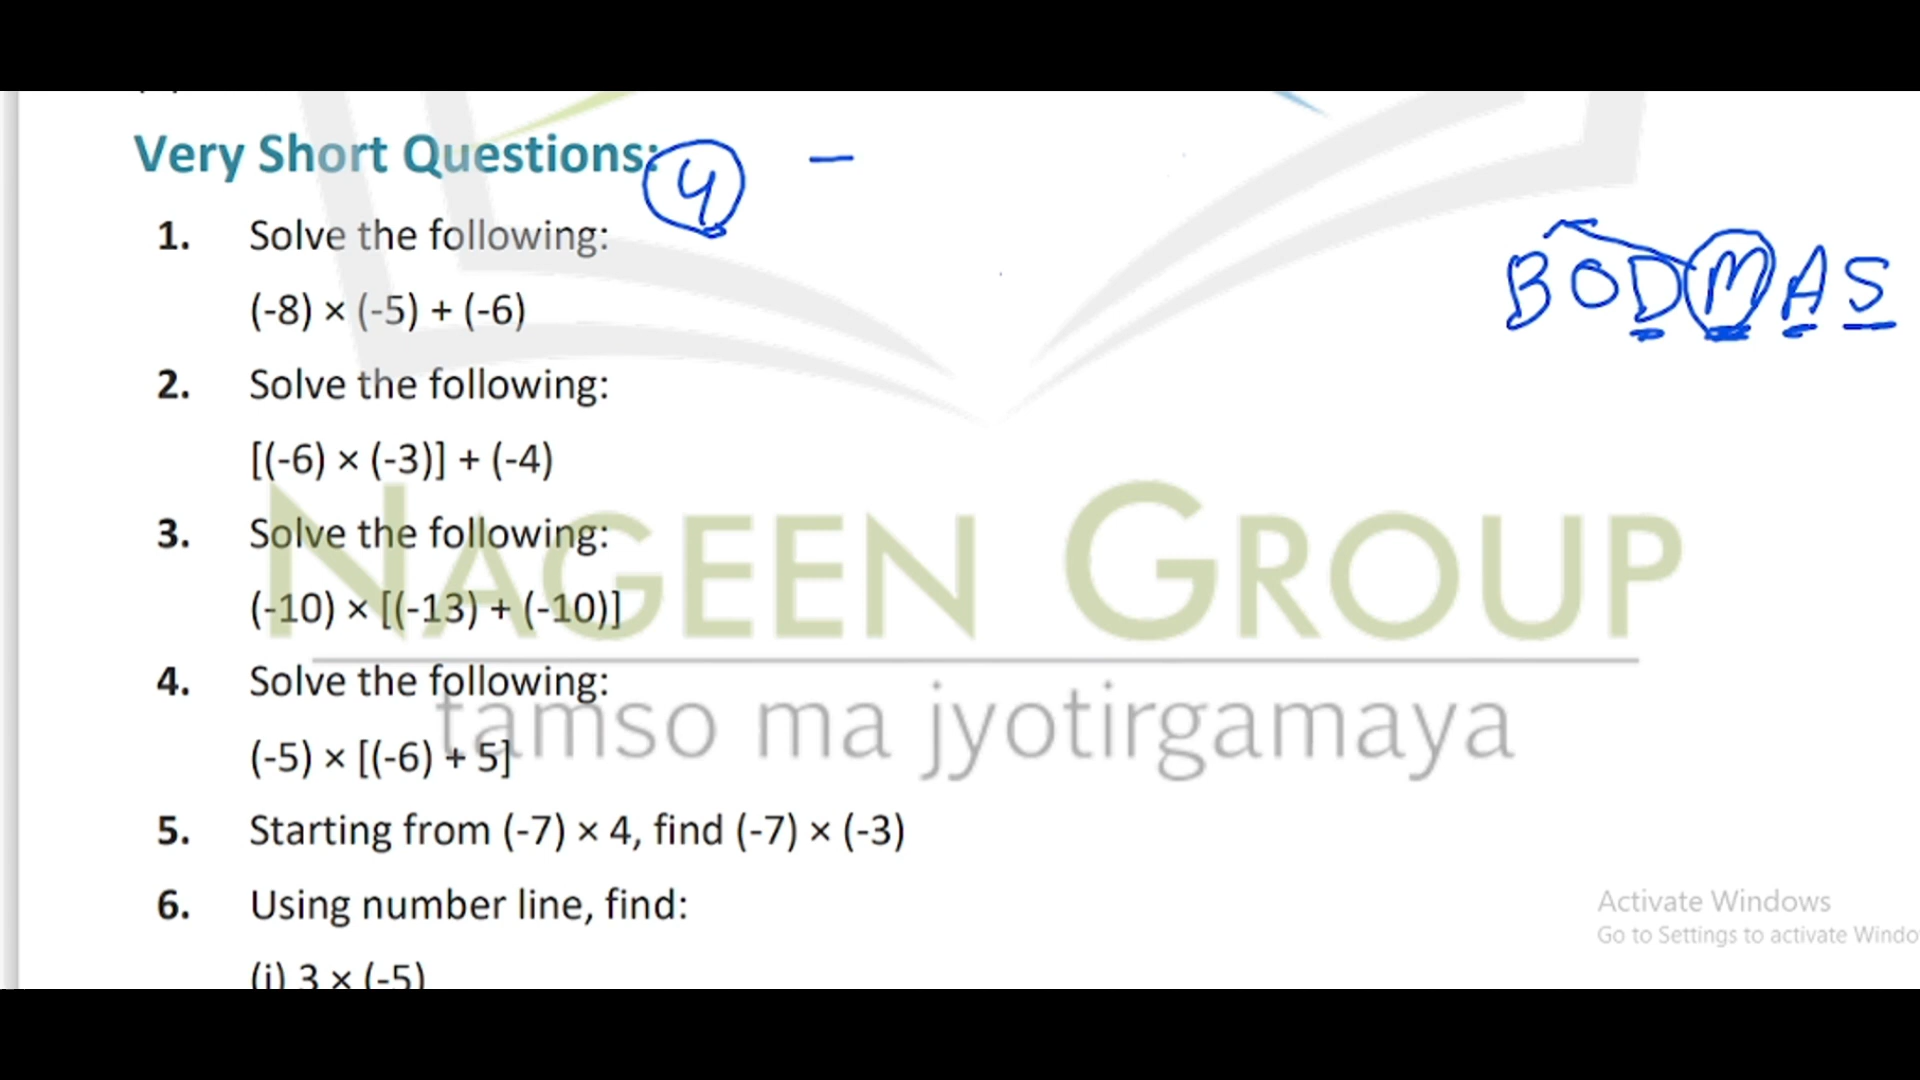 Very Short Questions:
4 –
1. Solve the following:
(-8) × (-5) + (-6)
BODMAS
2. Solve the following:
[(-6) × (-3)] + (-4)
3. Solve the following:
(-10) × [(-13) + (-10)]
NAGEEN GROUP
4. Solve the following:
tamso ma jyotirgamaya
(-5) × [(-6) + 5]
5. Starting from (-7) × 4, find (-7) × (-3)
6. Using number line, find:
Activate Windows
Go to Settings to activate Windo
(i) 3 × (-5)